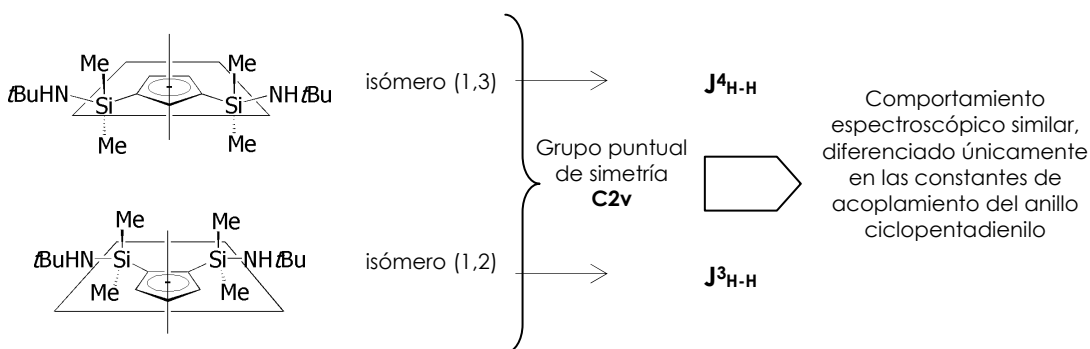 Me Me
tBuHN Si Si NHtBu
Me Me
isómero (1,3)
J4H-H
Grupo puntual
de simetría
C2v
Comportamiento
espectroscópico similar,
diferenciado únicamente
en las constantes de
acoplamiento del anillo
ciclopentadienilo
Me Me
tBuHN Si Si NHtBu
Me Me
isómero (1,2)
J3H-H